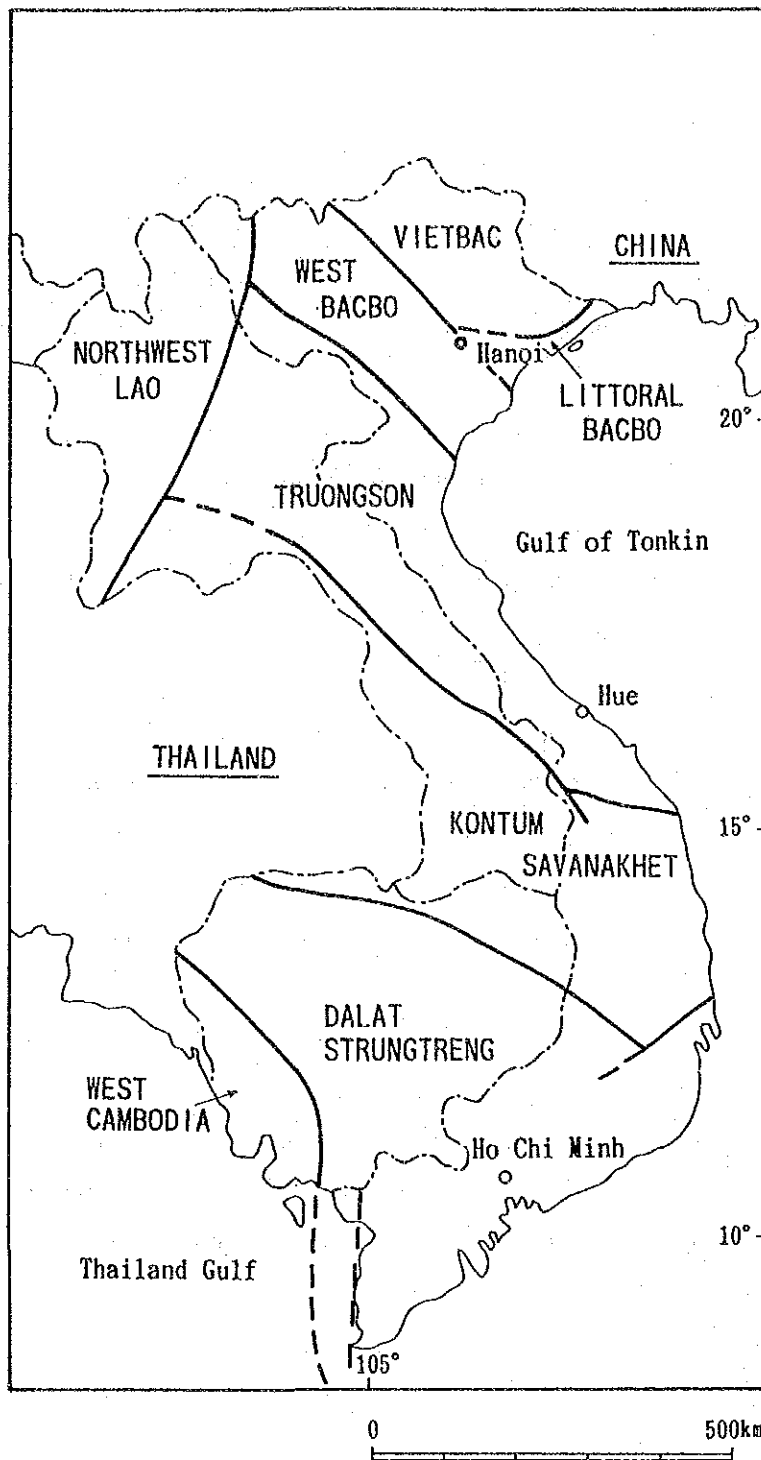 VIETBAC
CHINA
WEST
BACBO
NORTHWEST
LAO
Hanoi
LITTORAL
BACBO
20°
TRUONGSON
Gulf of Tonkin
Hue
THAILAND
KONTUM
15°
SAVANAKHET
DALAT
STRUNGTRENG
WEST
CAMBODIA
Ho Chi Minh
10°
Thailand Gulf
105°
0
500km